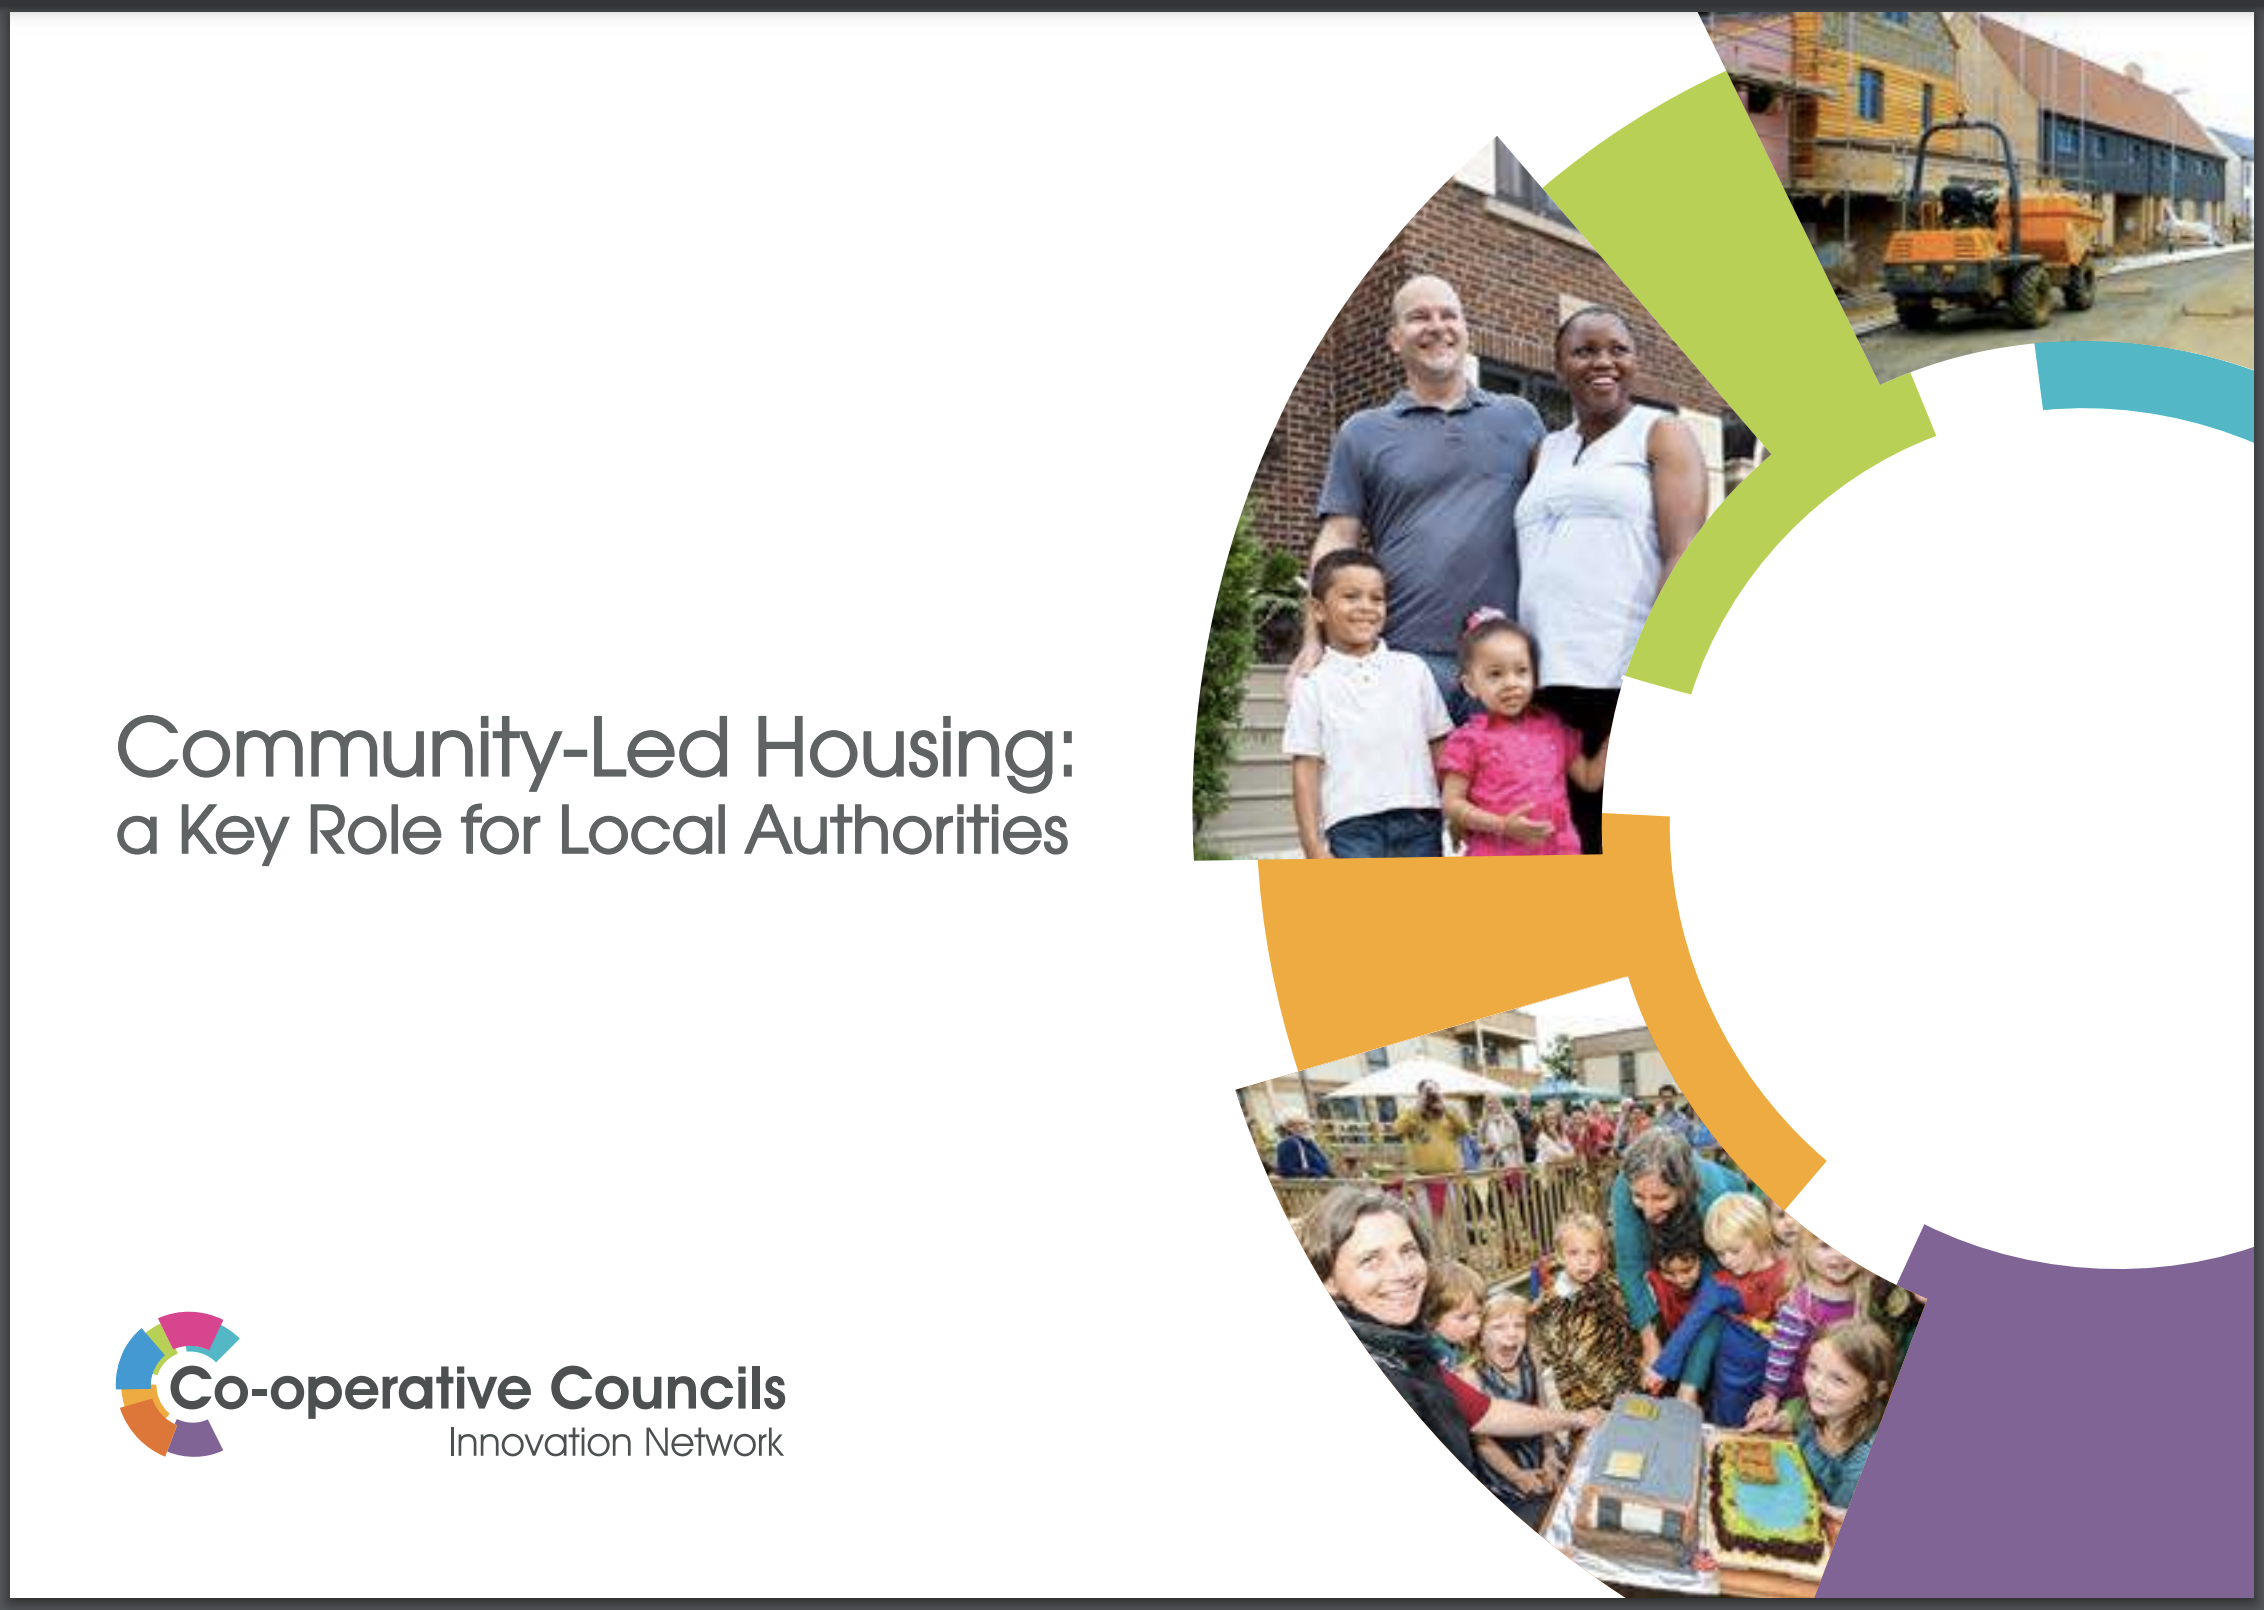 Community-Led Housing:
a Key Role for Local Authorities
Co-operative Councils
Innovation Network